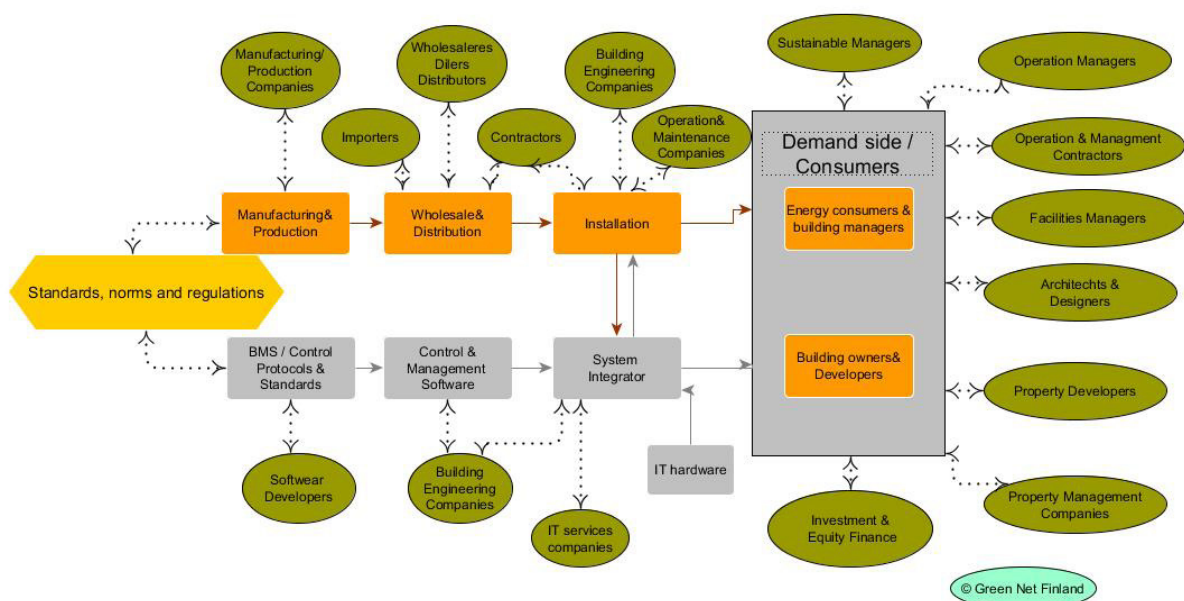 Manufacturing/
Production
Companies
Wholesaleres
Dilers
Distributors
Building
Engineering
Companies
Sustainable Managers
Operation Managers
Importers
Contractors
Operation&
Maintenance
Companies
Demand side /
Consumers
Operation & Managment
Contractors
Manufacturing&
Production
Wholesale&
Distribution
Installation
Energy consumers &
building managers
Facilities Managers
Standards, norms and regulations
Architechts &
Designers
BMS / Control
Protocols &
Standards
Control &
Management
Software
System
Integrator
Building owners&
Developers
Property Developers
Softwear
Developers
Building
Engineering
Companies
IT services
companies
IT hardware
Investment &
Equity Finance
Property Management
Companies
© Green Net Finland